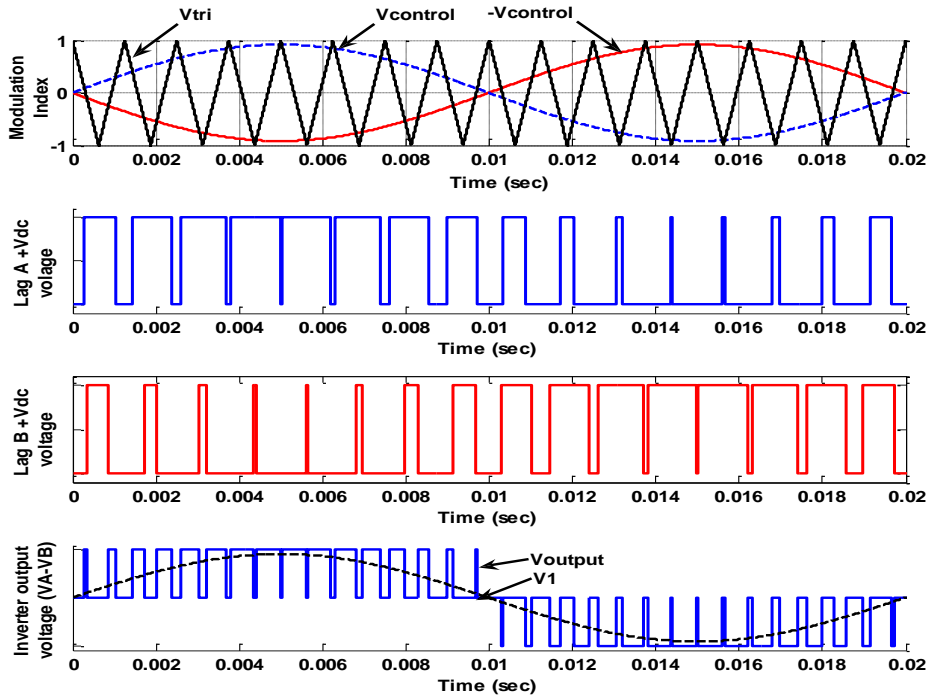 Vtri
Vcontrol
-Vcontrol
Modulation
Index
1
0
-1
0 0.002 0.004 0.006 0.008 0.01 0.012 0.014 0.016 0.018 0.02
Time (sec)
Lag A +Vdc
volage
0 0.002 0.004 0.006 0.008 0.01 0.012 0.014 0.016 0.018 0.02
Time (sec)
Lag B +Vdc
voltage
0 0.002 0.004 0.006 0.008 0.01 0.012 0.014 0.016 0.018 0.02
Time (sec)
Inverter output
voltage (VA-VB)
Voutput
V1
0 0.002 0.004 0.006 0.008 0.01 0.012 0.014 0.016 0.018 0.02
Time (sec)